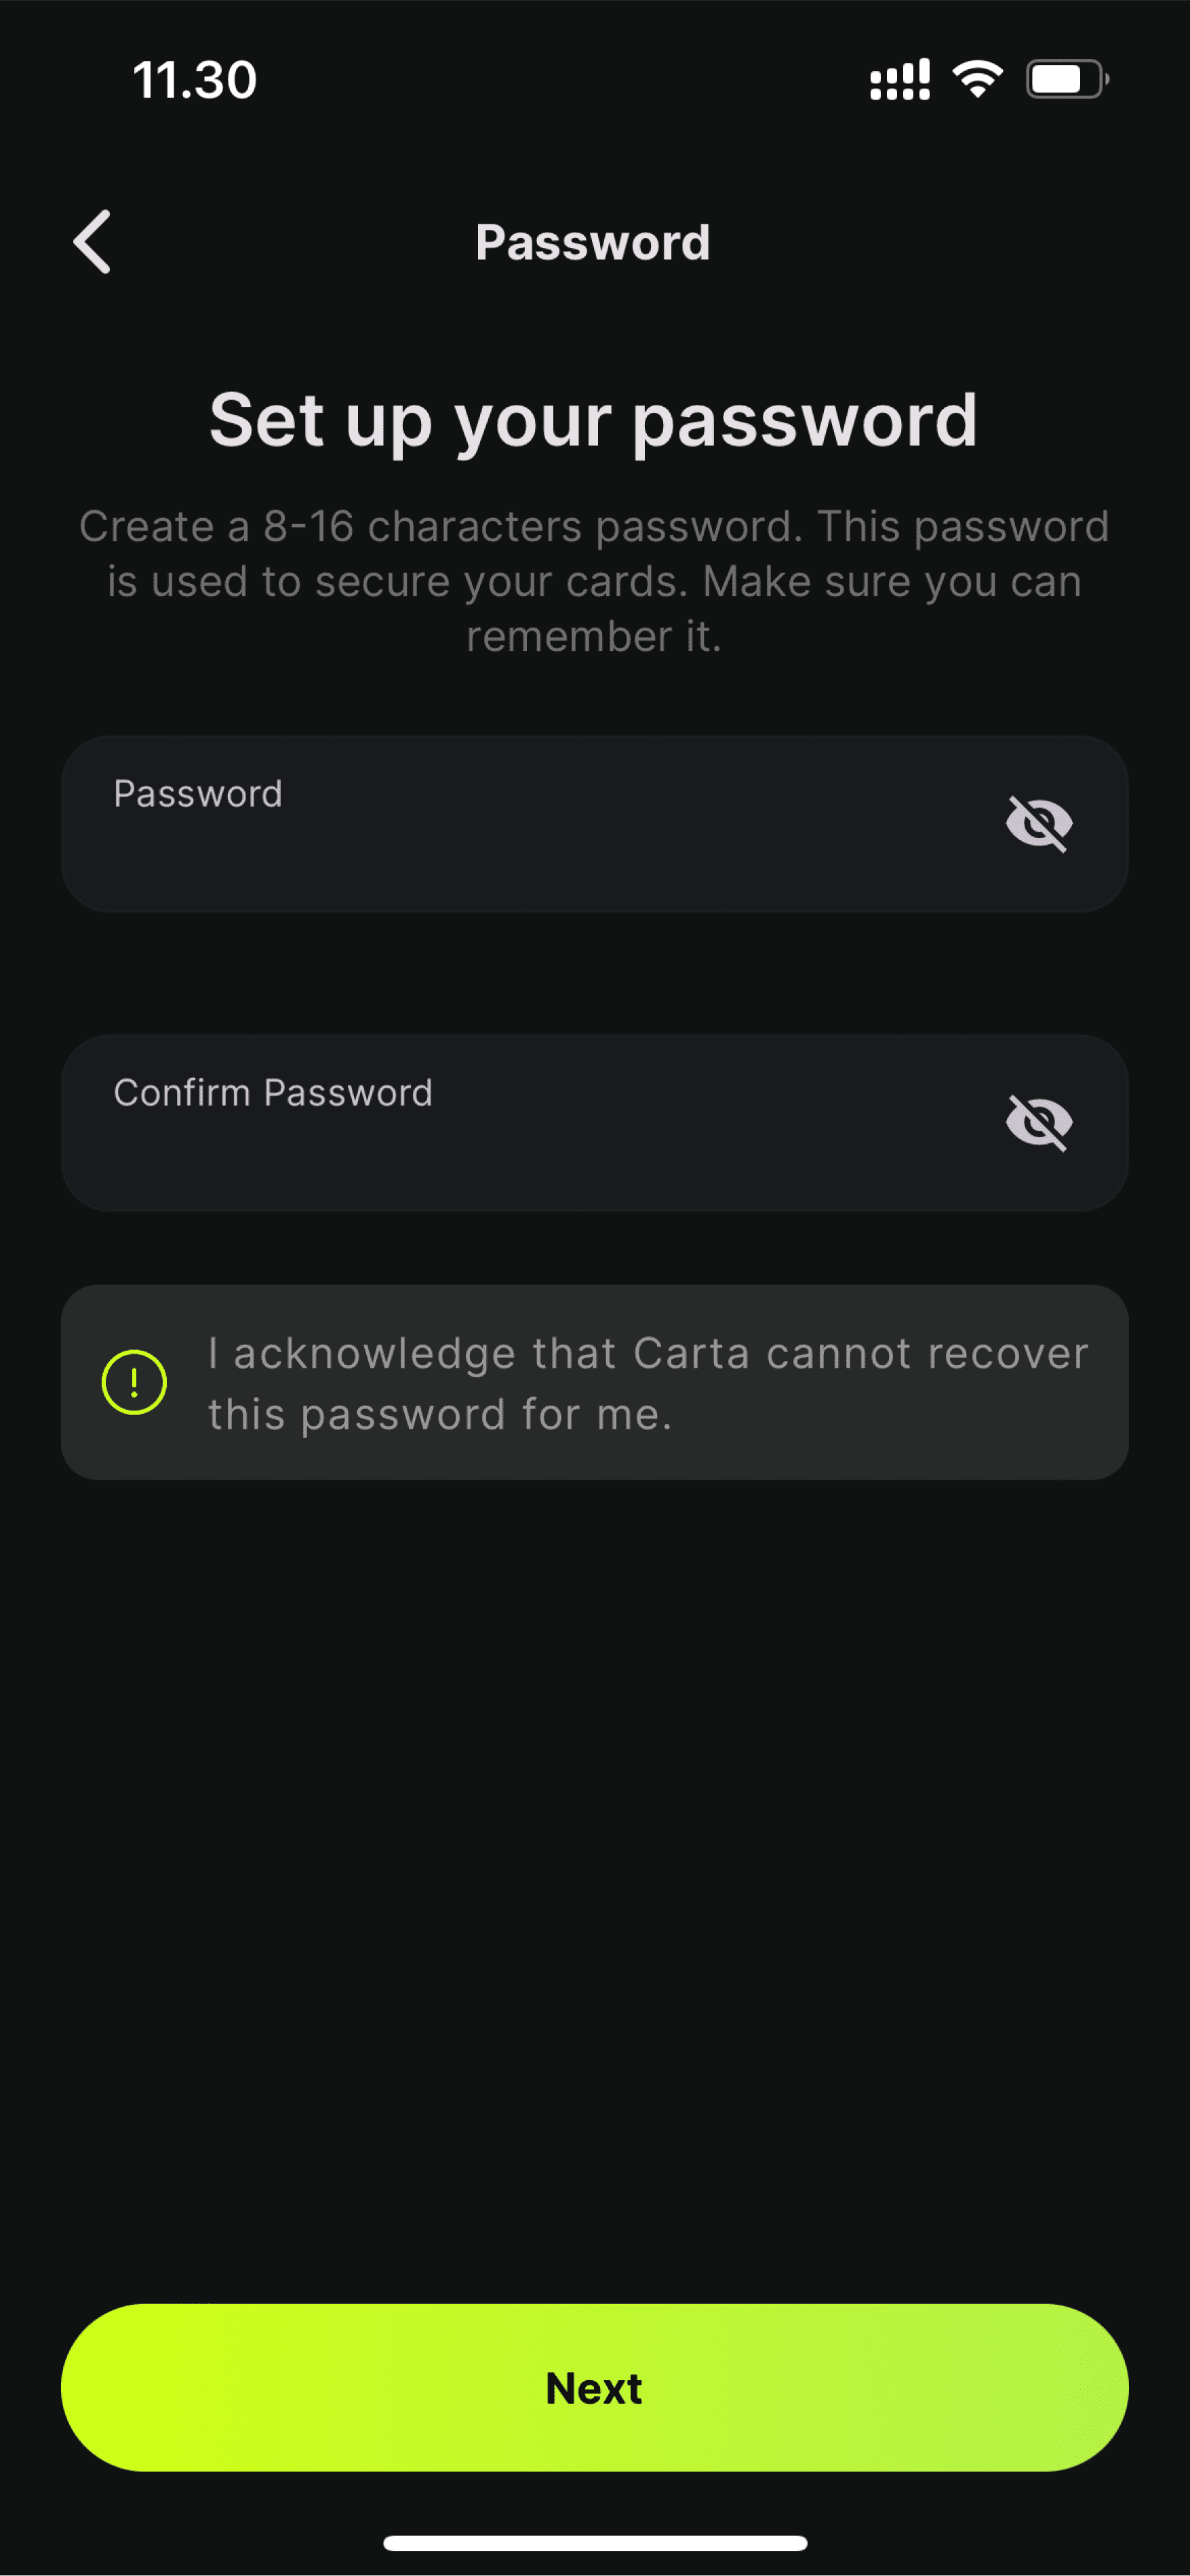 11.30
Password
Set up your password
Create a 8-16 characters password. This password
is used to secure your cards. Make sure you can
remember it.
Password
Confirm Password
I acknowledge that Carta cannot recover
this password for me.
Next